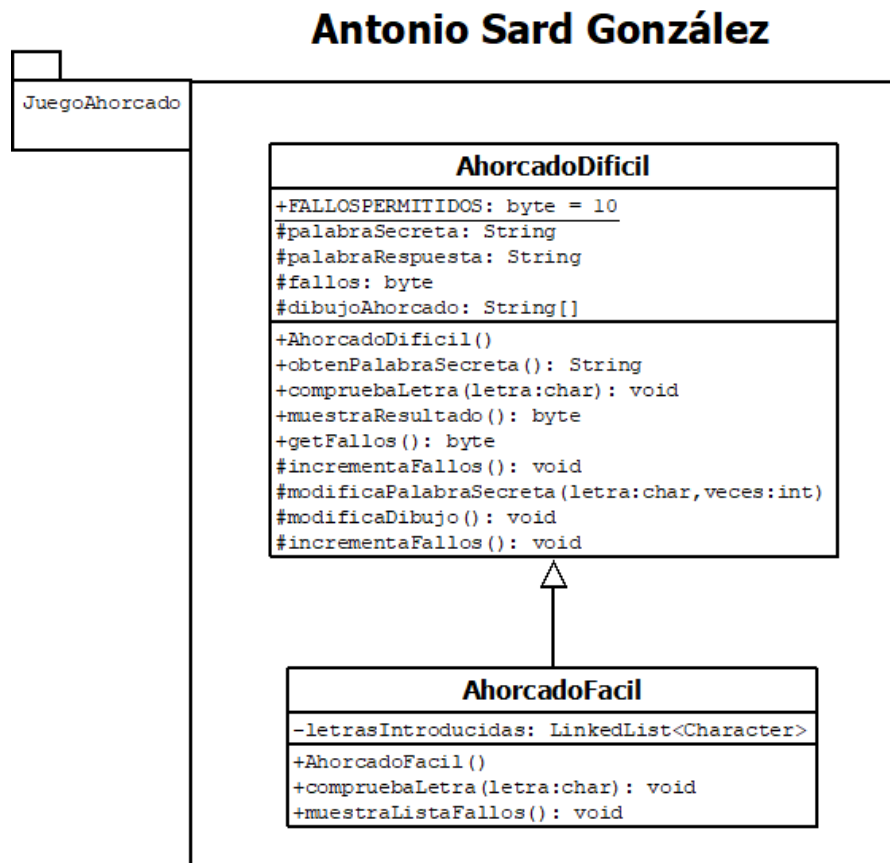 Antonio Sard González
JuegoAhorcado
AhorcadoDificil
+FALLOSPERMITIDOS: byte = 10
#palabraSecreta: String
#palabraRespuesta: String
#fallos: byte
#dibujoAhorcado: String[]
+AhorcadoDificil()
+obtenPalabraSecreta(): String
+compruebaLetra(letra:char): void
+muestraResultado(): byte
+getFallos(): byte
#incrementaFallos(): void
#modificaPalabraSecreta(letra:char,veces:int)
#modificaDibujo(): void
#incrementaFallos(): void
AhorcadoFacil
-letrasIntroducidas: LinkedList<Character>
+AhorcadoFacil()
+compruebaLetra(letra:char): void
+muestraListaFallos(): void